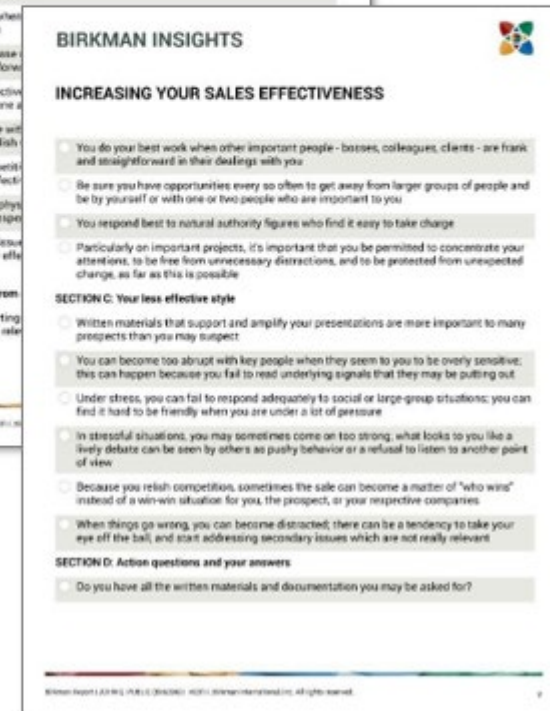 BIRKMAN INSIGHTS
INCREASING YOUR SALES EFFECTIVENESS
You do your best work when other important people - bosses, colleagues, clients - are frank
and straightforward in their dealings with you
Be sure you have opportunities every so often to get away from larger groups of people and
be by yourself or with one or two people who are important to you
You respond best to natural authority figures who find it easy to take charge
Particularly on important projects, it's important that you be permitted to concentrate your
attentions, to be free from unnecessary distractions, and to be protected from unexpected
change, as far as this is possible
SECTION C: Your less effective style
Written materials that support and amplify your presentations are more important to many
prospects than you may suspect
You can become too abrupt with key people when they seem to you to be overly sensitive;
this can happen because you fail to read underlying signals that they may be putting out
Under stress, you can fail to respond adequately to social or large-group situations; you can
find it hard to be friendly when you are under a lot of pressure
In stressful situations, you may sometimes come on too strong; what looks to you like a
lively debate can be seen by others as pushy behavior or a refusal to listen to another point
of view
Because you relish competition, sometimes the sale can become a matter of "who wins"
instead of a win-win situation for you, the prospect, or your respective companies
When things go wrong, you can become distracted; there can be a tendency to take your
eye off the ball, and start addressing secondary issues which are not really relevant
SECTION D: Action questions and your answers
Do you have all the written materials and documentation you may be asked for?
All rights reserved.